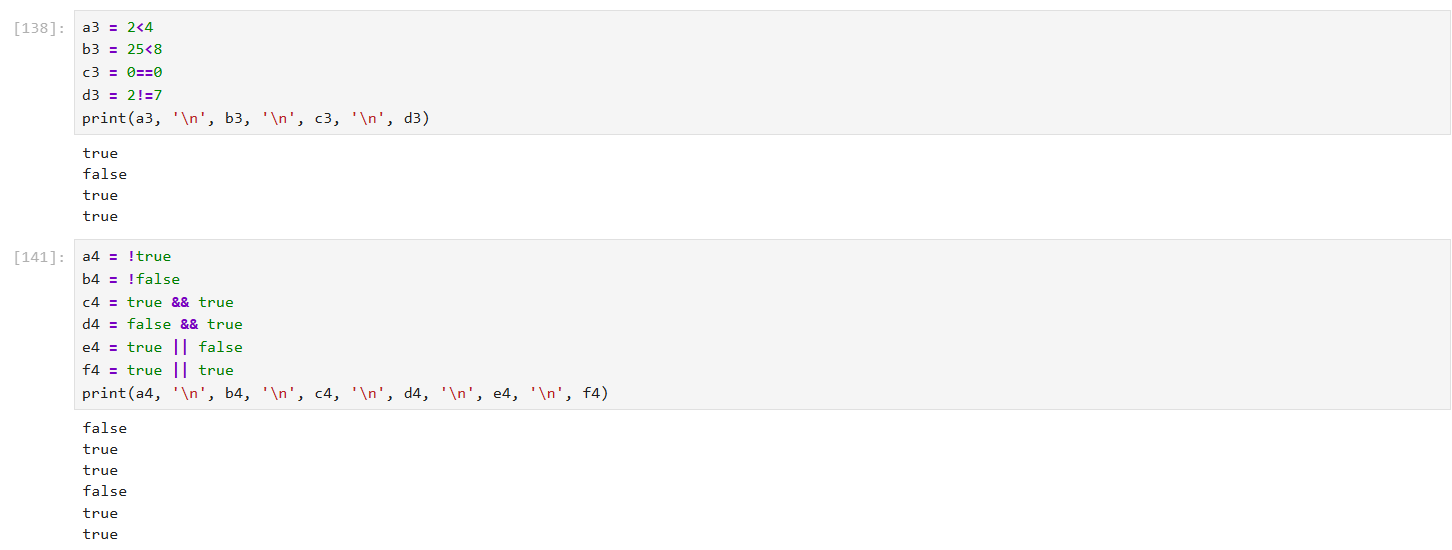 [138]: a3 = 2<4
b3 = 25<8
c3 = 0==0
d3 = 2!=7
print(a3, '\n', b3, '\n', c3, '\n', d3)
true
false
true
true
[141]: a4 = !true
b4 = !false
c4 = true && true
d4 = false && true
e4 = true || false
f4 = true || true
print(a4, '\n', b4, '\n', c4, '\n', d4, '\n', e4, '\n', f4)
false
true
true
false
true
true